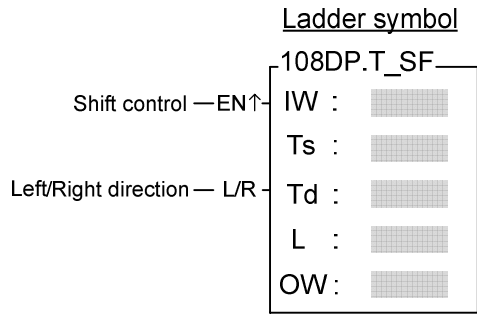 Ladder symbol
108DP.T_SF
Shift control EN↑ IW :
Ts :
Left/Right direction L/R Td :
L :
OW :